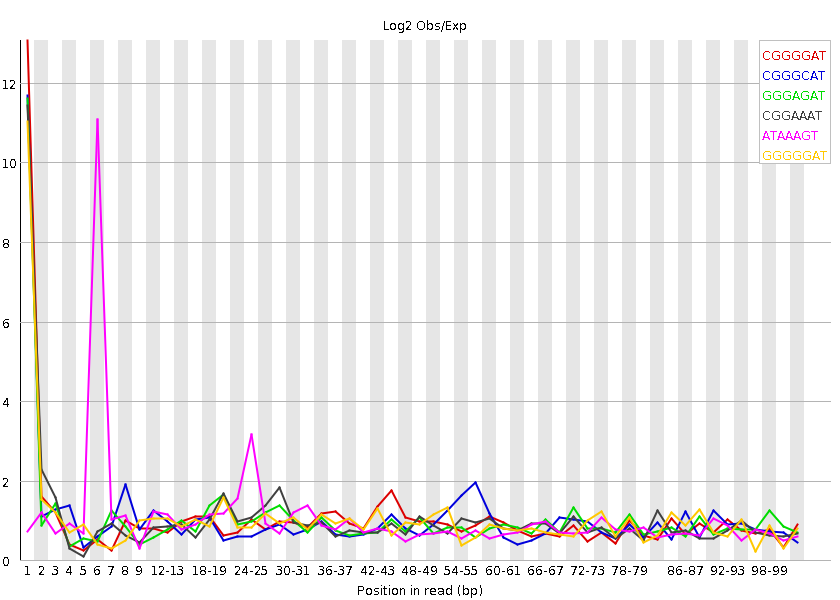 Log2 Obs/Exp
CGGGGAT
CGGGCAT
GGGAGAT
CGGAAAT
ATAAAGT
GGGGGAT
12
10
8
6
4
2
0
1 2 3 4 5 6 7 8 9 12-13 18-19 24-25 30-31 36-37 42-43 48-49 54-55 60-61 66-67 72-73 78-79 86-87 92-93 98-99
Position in read (bp)